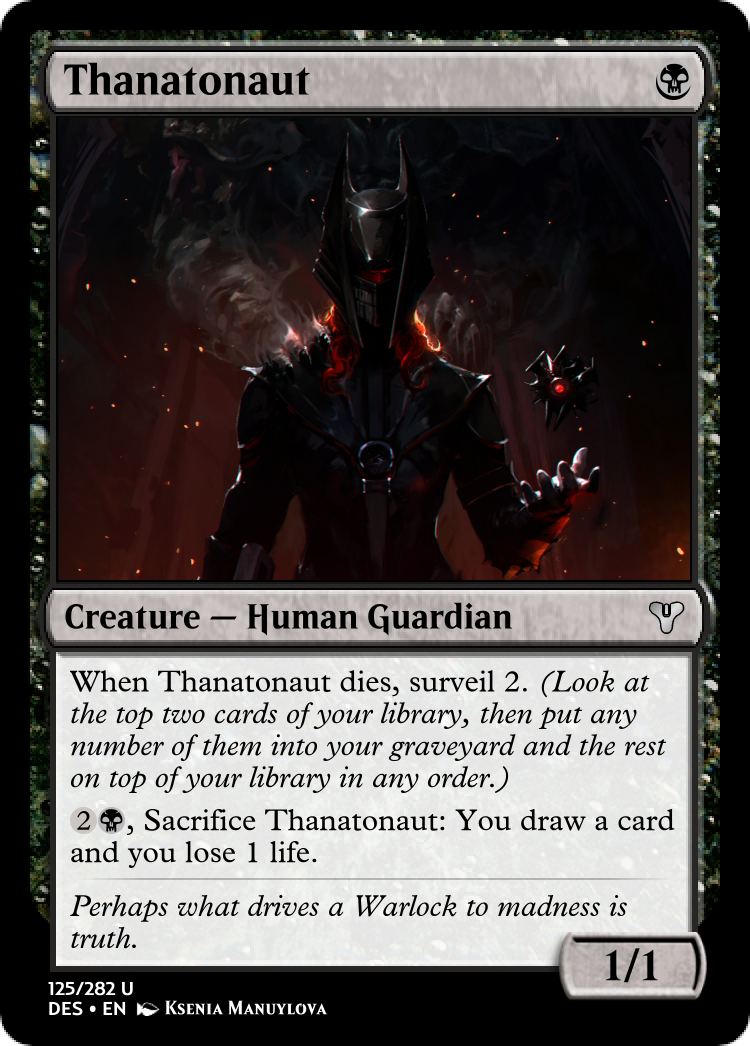 Thanatonaut
Creature — Human Guardian
When Thanatonaut dies, surveil 2. (Look at
the top two cards of your library, then put any
number of them into your graveyard and the rest
on top of your library in any order.)
2, Sacrifice Thanatonaut: You draw a card
and you lose 1 life.
Perhaps what drives a Warlock to madness is
truth.
1/1
125/282 U
DES • EN Ksenia Manuylova